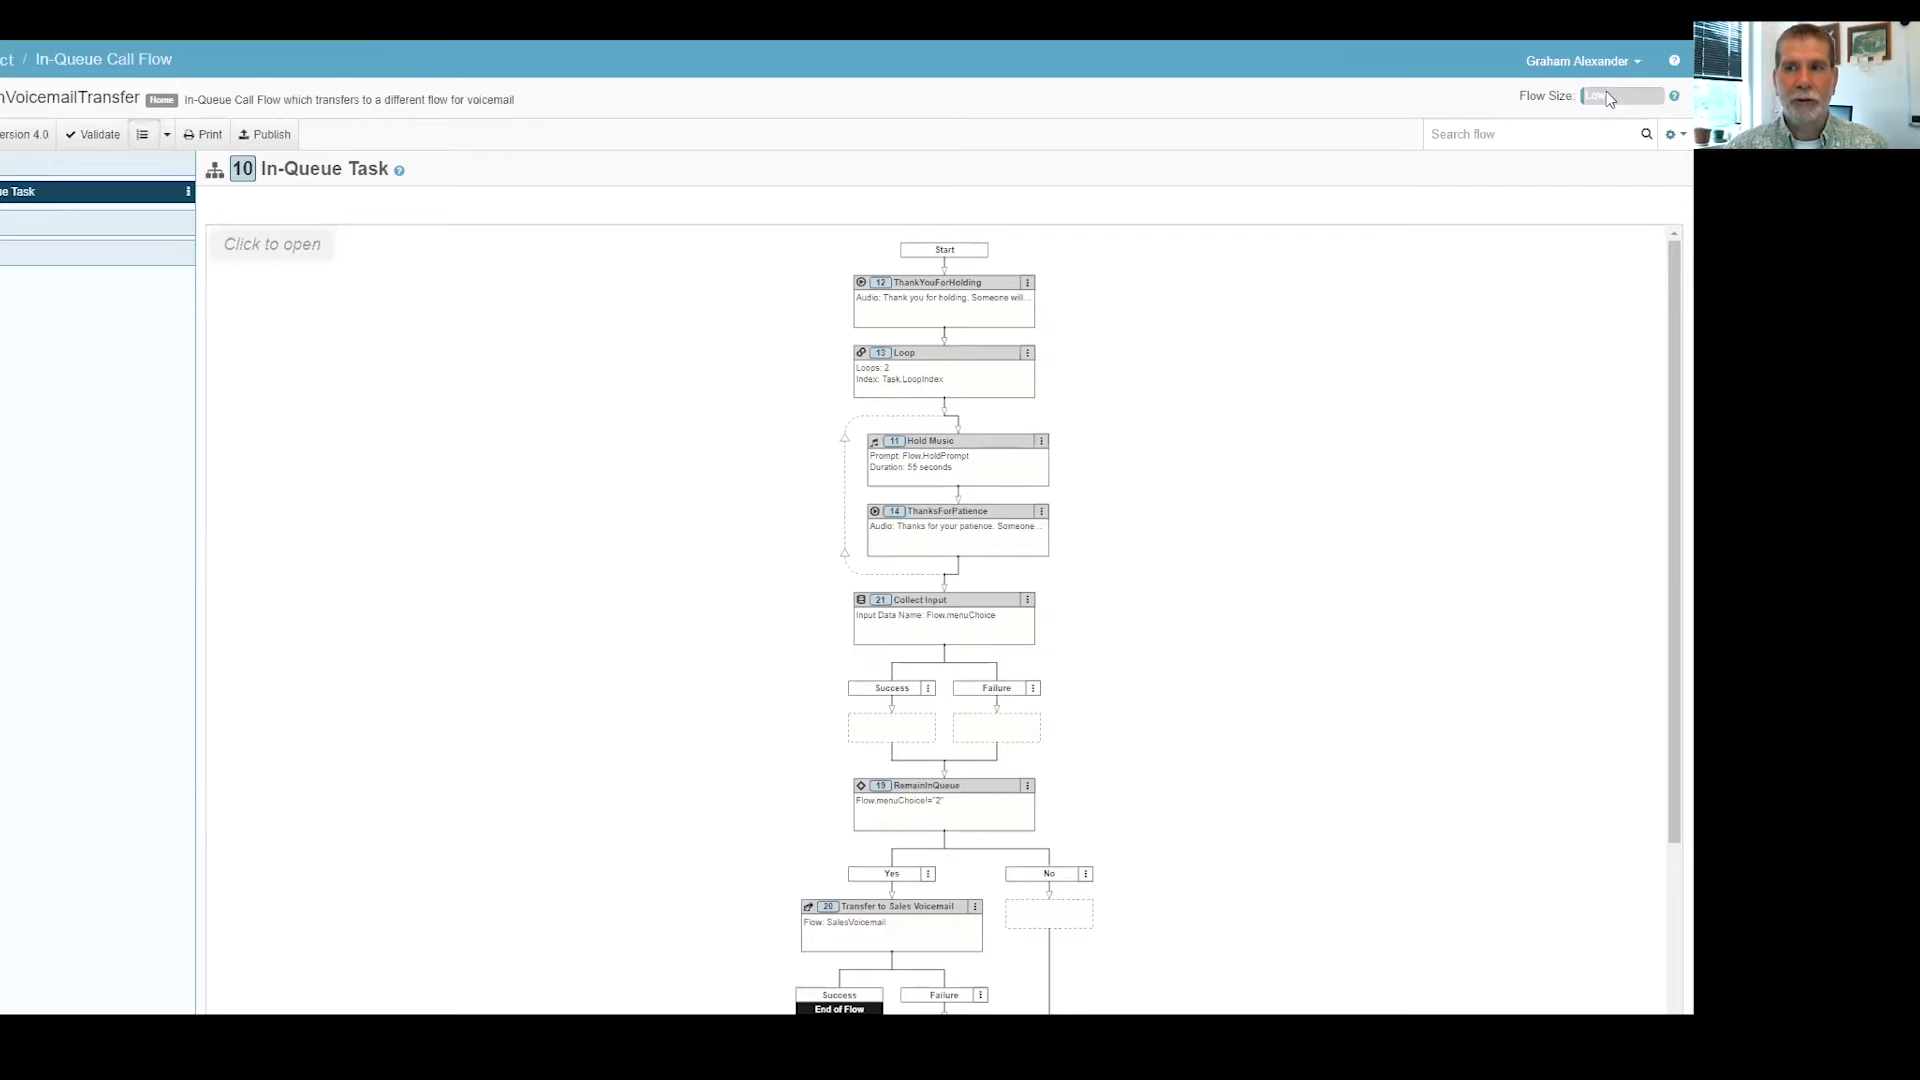 ct / In-Queue Call Flow
Graham Alexander
nVoicemailTransfer Home In-Queue Call Flow which transfers to a different flow for voicemail
Flow Size: Low
ersion 4.0 Validate Print Publish
Search flow
10 In-Queue Task
ue Task
Click to open
Start
12 ThankYouForHolding
Audio: Thank you for holding. Someone will...
13 Loop
Loops: 2
Index: Task.LoopIndex
11 Hold Music
Prompt: Flow.HoldPrompt
Duration: 55 seconds
14 ThanksForPatience
Audio: Thanks for your patience. Someone...
21 Collect Input
Input Data Name: Flow.menuChoice
Success Failure
19 RemainInQueue
Flow.menuChoice!="2"
Yes No
20 Transfer to Sales Voicemail
Flow: SalesVoicemail
Success Failure
End of Flow